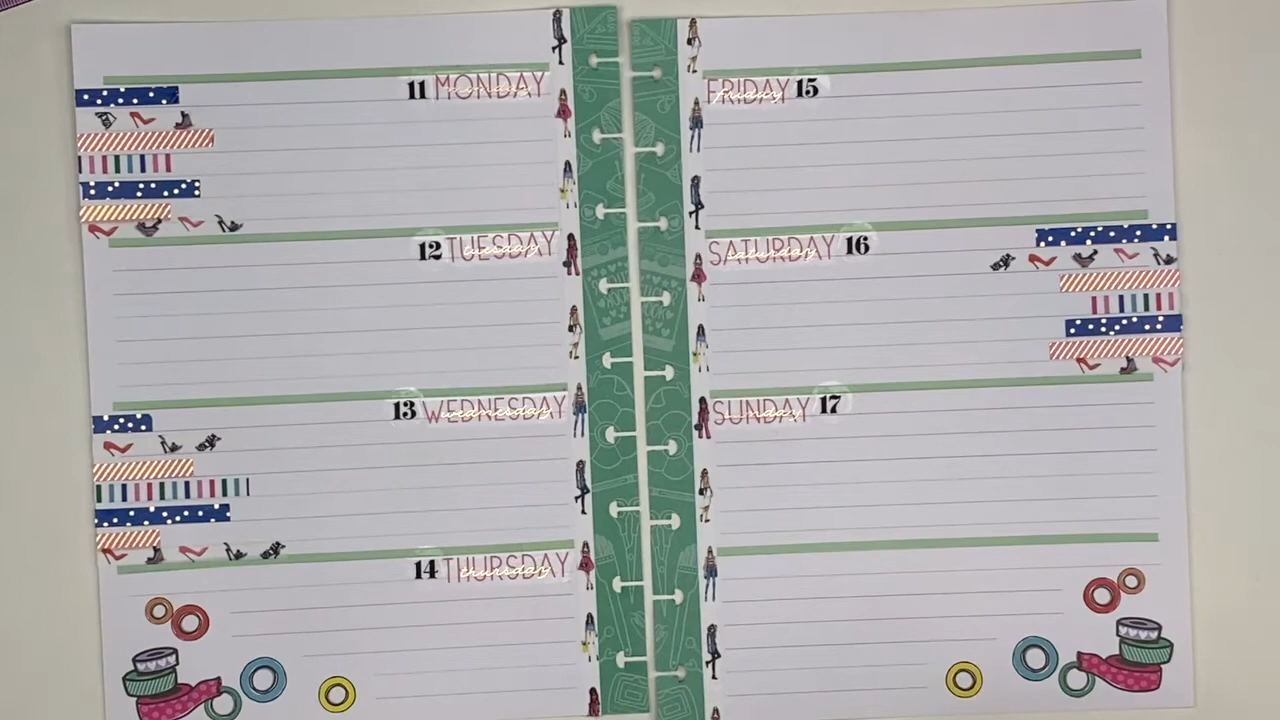 11 MONDAY monday
12 TUESDAY tuesday
13 WEDNESDAY wednesday
14 THURSDAY thursday
FRIDAY friday 15
SATURDAY saturday 16
SUNDAY sunday 17